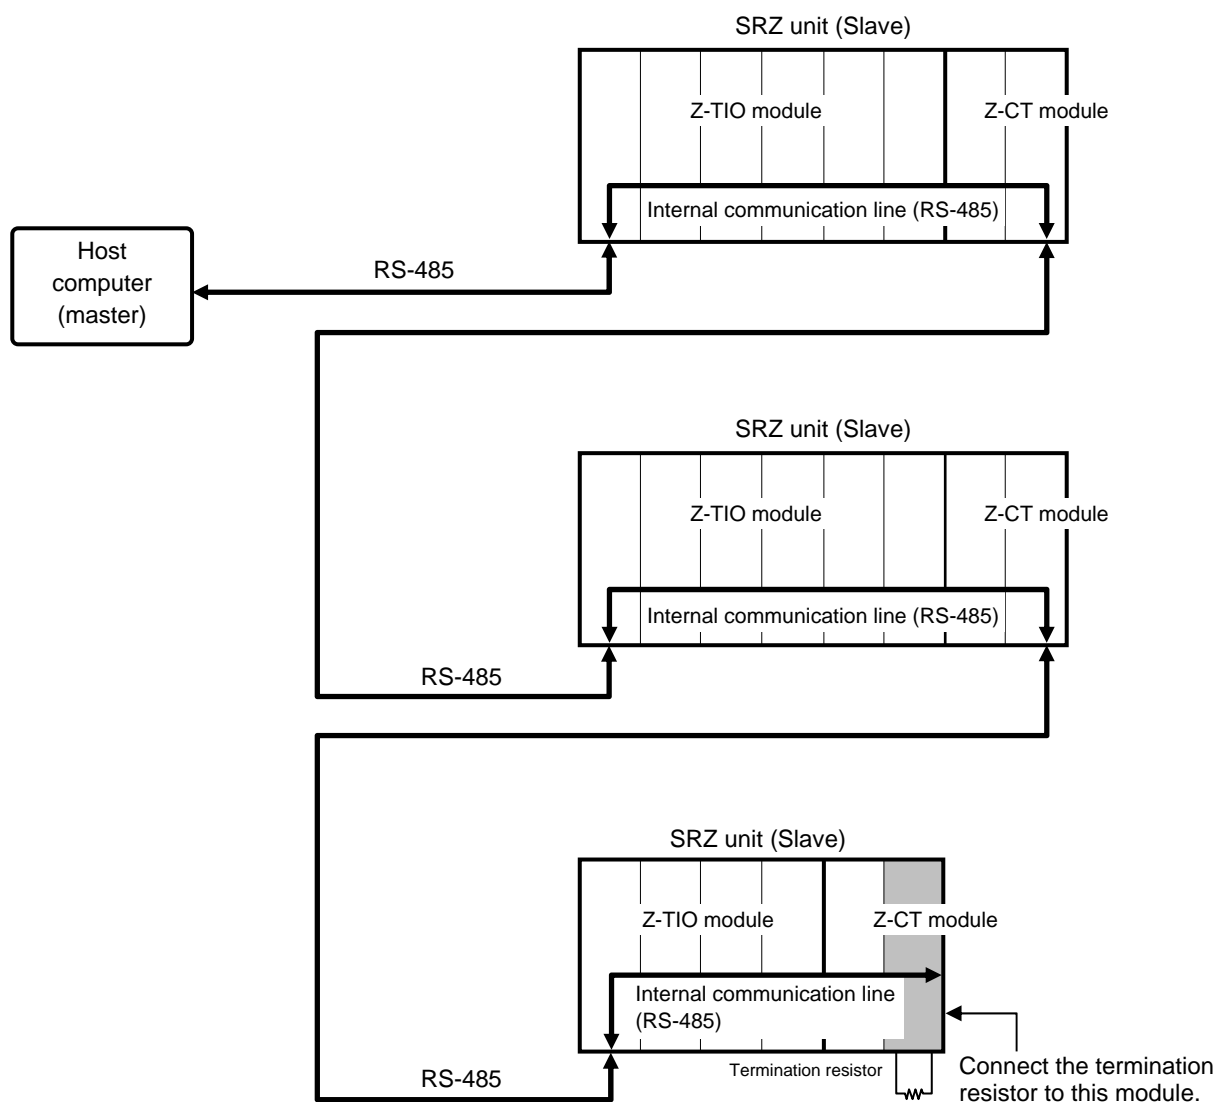 SRZ unit (Slave)
Z-TIO module
Z-CT module
Internal communication line (RS-485)
Host
computer
(master)
RS-485
SRZ unit (Slave)
Z-TIO module
Z-CT module
Internal communication line (RS-485)
RS-485
SRZ unit (Slave)
Z-TIO module
Z-CT module
Internal communication line
(RS-485)
RS-485
Termination resistor
Connect the termination
resistor to this module.